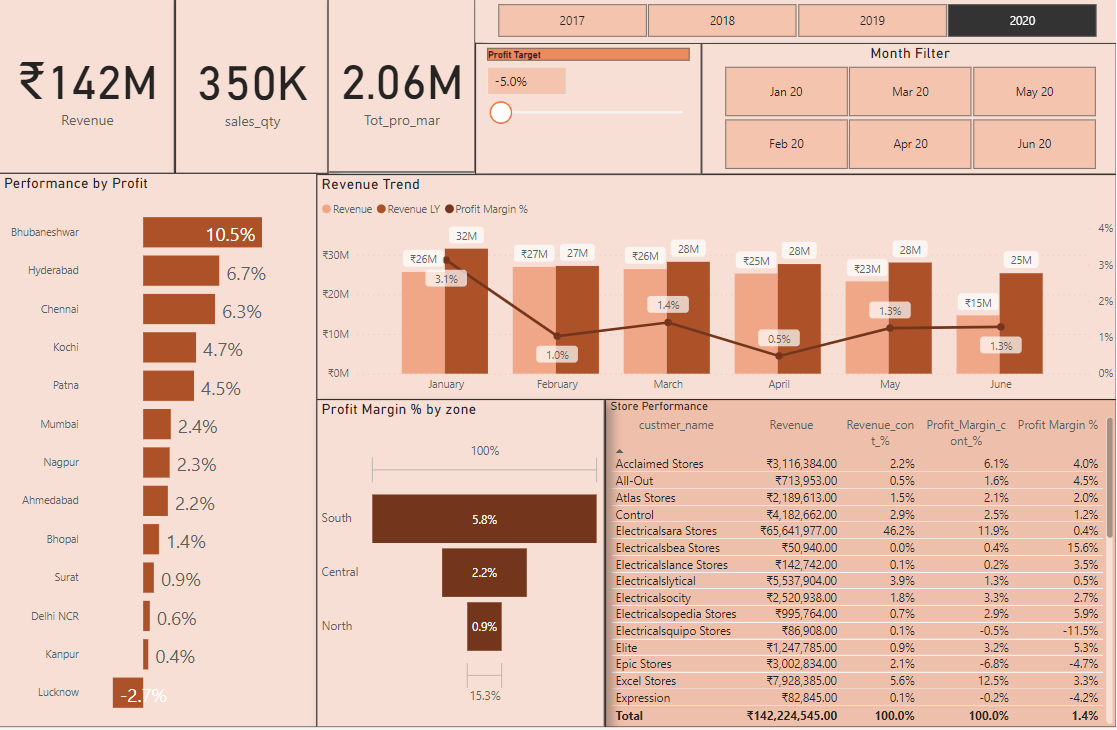 ₹142M
Revenue
350K
sales_qty
2.06M
Tot_pro_mar
2017 2018 2019 2020
Profit Target
-5.0%
Month Filter
Jan 20 Mar 20 May 20
Feb 20 Apr 20 Jun 20
Performance by Profit
Bhubaneshwar 10.5%
Hyderabad 6.7%
Chennai 6.3%
Kochi 4.7%
Patna 4.5%
Mumbai 2.4%
Nagpur 2.3%
Ahmedabad 2.2%
Bhopal 1.4%
Surat 0.9%
Delhi NCR 0.6%
Kanpur 0.4%
Lucknow -2.7%
Revenue Trend
Revenue Revenue LY Profit Margin %
₹30M
₹20M
₹10M
₹0M
₹26M 32M 3.1%
₹27M 27M 1.0%
₹26M 28M 1.4%
₹25M 28M 0.5%
₹23M 28M 1.3%
₹15M 25M 1.3%
4%
3%
2%
1%
0%
January February March April May June
Profit Margin % by zone
100%
South 5.8%
Central 2.2%
North 0.9%
15.3%
Store Performance
custmer_name Revenue Revenue_con Profit_Margin_c Profit Margin %
t_% ont_%
Acclaimed Stores ₹3,116,384.00 2.2% 6.1% 4.0%
All-Out ₹713,953.00 0.5% 1.6% 4.5%
Atlas Stores ₹2,189,613.00 1.5% 2.1% 2.0%
Control ₹4,182,662.00 2.9% 2.5% 1.2%
Electricalsara Stores ₹65,641,977.00 46.2% 11.9% 0.4%
Electricalsbea Stores ₹50,940.00 0.0% 0.4% 15.6%
Electricalslance Stores ₹142,742.00 0.1% 0.2% 3.5%
Electricalslytical ₹5,537,904.00 3.9% 1.3% 0.5%
Electricalsocity ₹2,520,938.00 1.8% 3.3% 2.7%
Electricalsopedia Stores ₹995,764.00 0.7% 2.9% 5.9%
Electricalsquipo Stores ₹86,908.00 0.1% -0.5% -11.5%
Elite ₹1,247,785.00 0.9% 3.2% 5.3%
Epic Stores ₹3,002,834.00 2.1% -6.8% -4.7%
Excel Stores ₹7,928,385.00 5.6% 12.5% 3.3%
Expression ₹82,845.00 0.1% -0.2% -4.2%
Total ₹142,224,545.00 100.0% 100.0% 1.4%